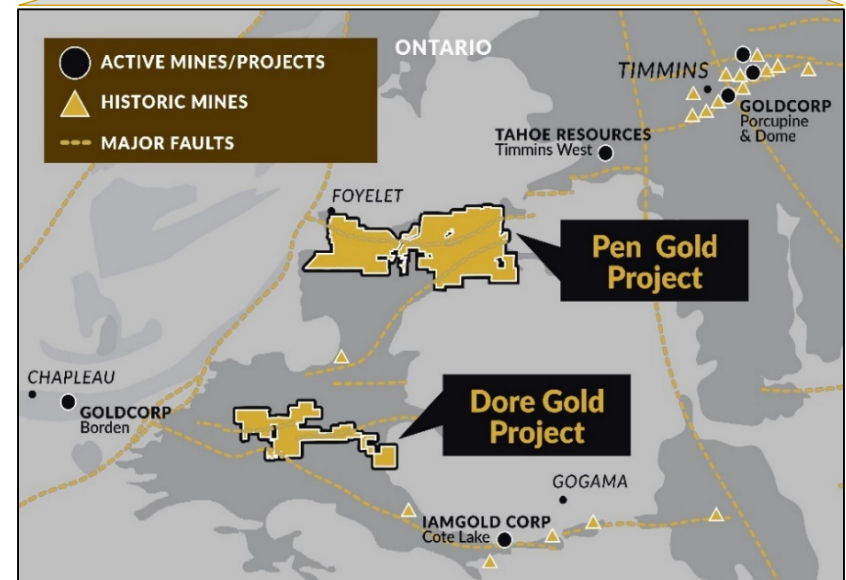 ACTIVE MINES/PROJECTS
HISTORIC MINES
MAJOR FAULTS
ONTARIO
TIMMINS
GOLDCORP
Porcupine
& Dome
TAHOE RESOURCES
Timmins West
FOYELET
Pen Gold
Project
CHAPLEAU
GOLDCORP
Borden
Dore Gold
Project
GOGAMA
IAMGOLD CORP
Cote Lake